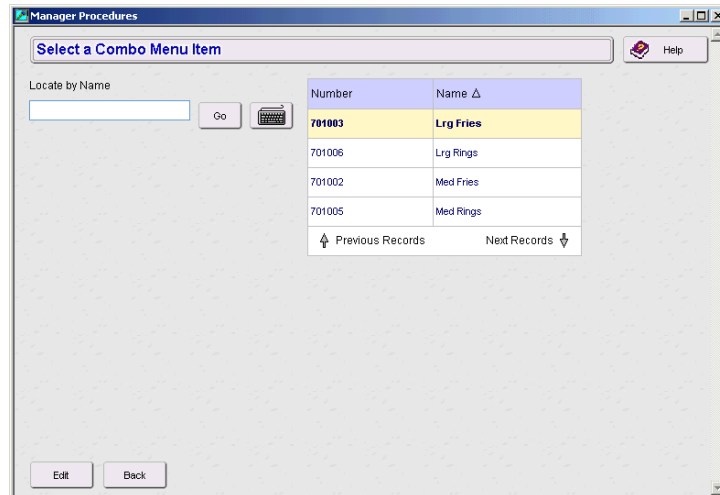 Manager Procedures
Select a Combo Menu Item
Help
Locate by Name
Go
Number Name
701003 Lrg Fries
701006 Lrg Rings
701002 Med Fries
701005 Med Rings
Previous Records Next Records
Edit Back